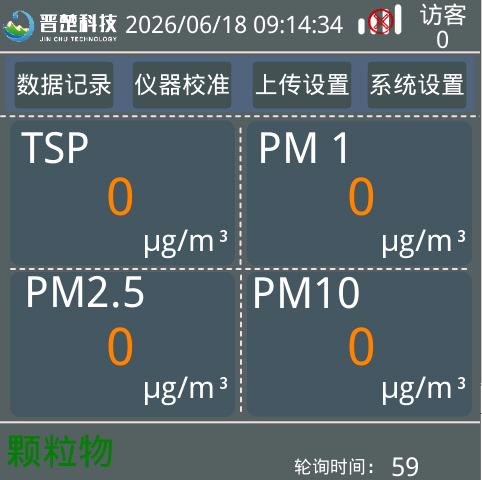 晋楚科技 2026/06/18 09:14:34 访客
JIN CHU TECHNOLOGY 0
数据记录 仪器校准 上传设置 系统设置
TSP PM 1
0 0
µg/m³ µg/m³
PM2.5 PM10
0 0
µg/m³ µg/m³
颗粒物
轮询时间: 59